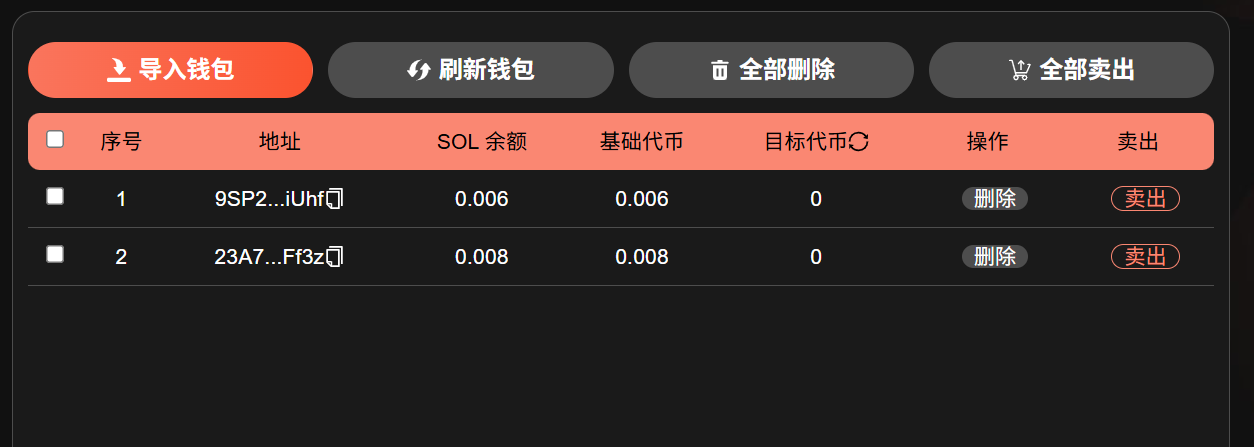 导入钱包 刷新钱包 全部删除 全部卖出
序号 地址 SOL 余额 基础代币 目标代币 操作 卖出
1 9SP2...iUhf 0.006 0.006 0 删除 卖出
2 23A7...Ff3z 0.008 0.008 0 删除 卖出